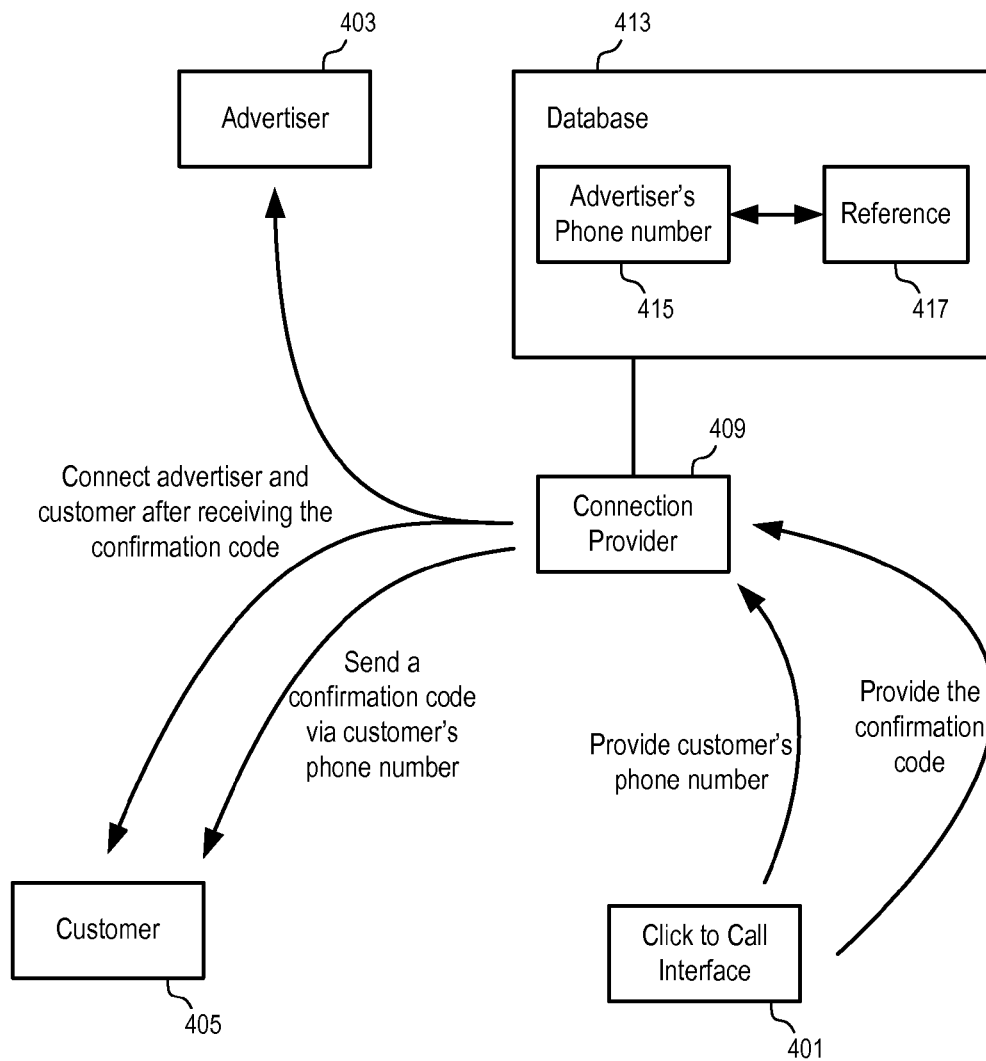 403
Advertiser
413
Database
Advertiser's
Phone number
Reference
415
417
409
Connection
Provider
Connect advertiser and
customer after receiving the
confirmation code
Send a
confirmation code
via customer's
phone number
Provide customer's
phone number
Provide the
confirmation
code
Customer
405
Click to Call
Interface
401